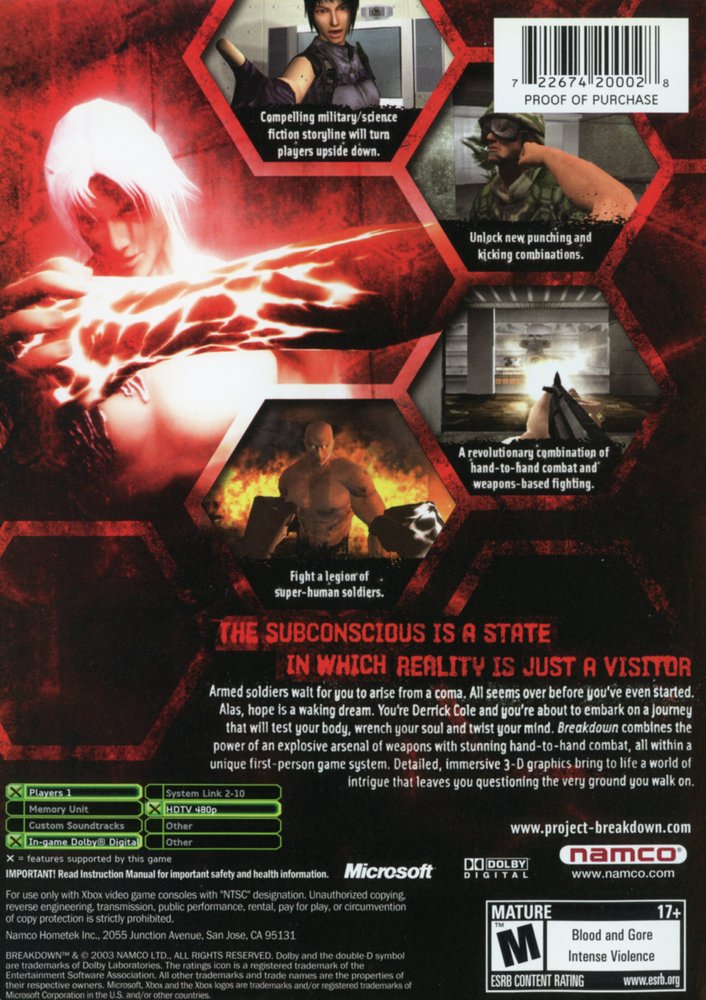 7 22674 20002 8
PROOF OF PURCHASE
Compelling military/science
fiction storyline will turn
players upside down.
Unlock new punching and
kicking combinations.
A revolutionary combination of
hand-to-hand combat and
weapons-based fighting.
Fight a legion of
super-human soldiers.
THE SUBCONSCIOUS IS A STATE
IN WHICH REALITY IS JUST A VISITOR
Armed soldiers wait for you to arise from a coma. All seems over before you've even started.
Alas, hope is a waking dream. You're Derrick Cole and you're about to embark on a journey
that will test your body, wrench your soul and twist your mind. Breakdown combines the
power of an explosive arsenal of weapons with stunning hand-to-hand combat, all within a
unique first-person game system. Detailed, immersive 3-D graphics bring to life a world of
intrigue that leaves you questioning the very ground you walk on.
X Players 1
System Link 2-10
Memory Unit
X HDTV 480p
Custom Soundtracks
Other
X In-game Dolby® Digital
Other
X = features supported by this game
www.project-breakdown.com
IMPORTANT! Read Instruction Manual for important safety and health information.
Microsoft
DOLBY
DIGITAL
namco®
www.namco.com
For use only with Xbox video game consoles with "NTSC" designation. Unauthorized copying,
reverse engineering, transmission, public performance, rental, pay for play, or circumvention
of copy protection is strictly prohibited.
Namco Hometek Inc., 2055 Junction Avenue, San Jose, CA 95131
BREAKDOWN™ & © 2003 NAMCO LTD., ALL RIGHTS RESERVED. Dolby and the double-D symbol
are trademarks of Dolby Laboratories. The ratings icon is a registered trademark of the
Entertainment Software Association. All other trademarks and trade names are the properties of
their respective owners. Microsoft, Xbox and the Xbox logos are trademarks and/or registered trademarks of
Microsoft Corporation in the U.S. and/or other countries.
MATURE 17+
TM
M
Blood and Gore
Intense Violence
ESRB CONTENT RATING www.esrb.org